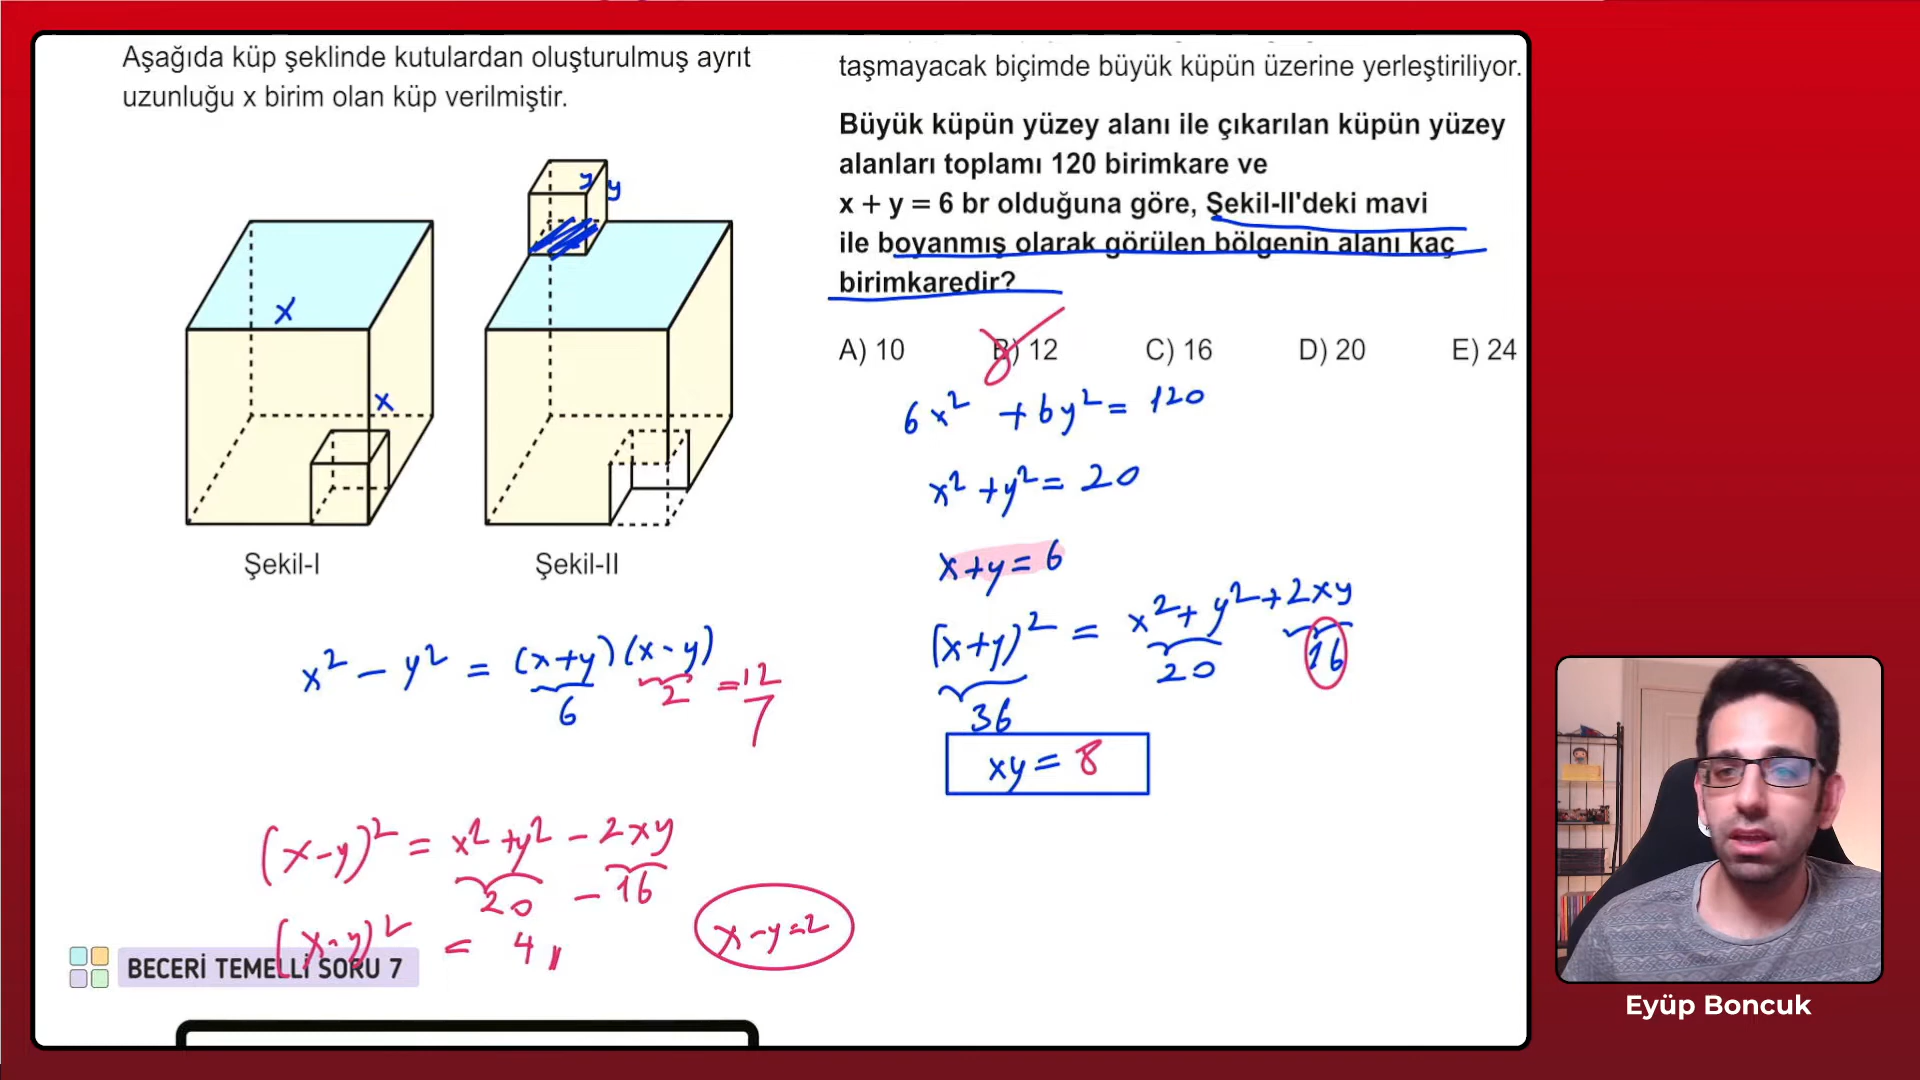 Aşağıda küp şeklinde kutulardan oluşturulmuş ayrıt
uzunluğu x birim olan küp verilmiştir.
y
y
x
x
Şekil-I
Şekil-II
x² − y² = (x+y)(x−y)
6
2
=12
(x−y)² = x² + y² − 2xy
20 − 16
(x−y)² = 4
x−y=2
BECERİ TEMELLİ SORU 7
taşmayacak biçimde büyük küpün üzerine yerleştiriliyor.
Büyük küpün yüzey alanı ile çıkarılan küpün yüzey
alanları toplamı 120 birimkare ve
x + y = 6 br olduğuna göre, Şekil-II'deki mavi
ile boyanmış olarak görülen bölgenin alanı kaç
birimkaredir?
A) 10 B) 12 C) 16 D) 20 E) 24
6x² + 6y² = 120
x² + y² = 20
x+y = 6
(x+y)² = x² + y² + 2xy
36
20
16
xy = 8
Eyüp Boncuk